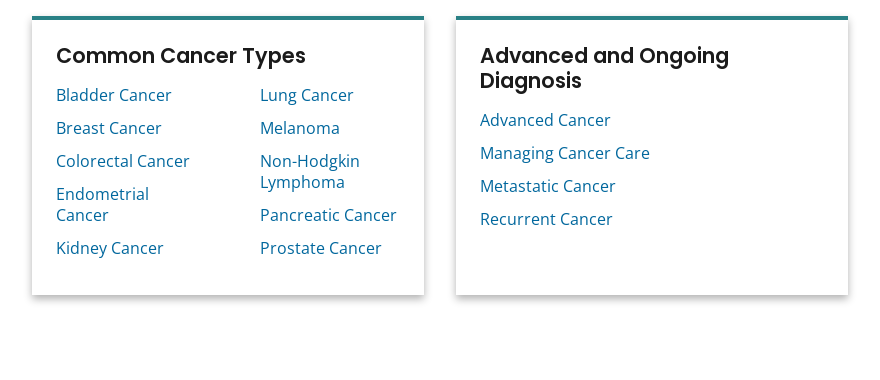 Common Cancer Types
Bladder Cancer
Breast Cancer
Colorectal Cancer
Endometrial
Cancer
Kidney Cancer
Lung Cancer
Melanoma
Non-Hodgkin
Lymphoma
Pancreatic Cancer
Prostate Cancer
Advanced and Ongoing
Diagnosis
Advanced Cancer
Managing Cancer Care
Metastatic Cancer
Recurrent Cancer